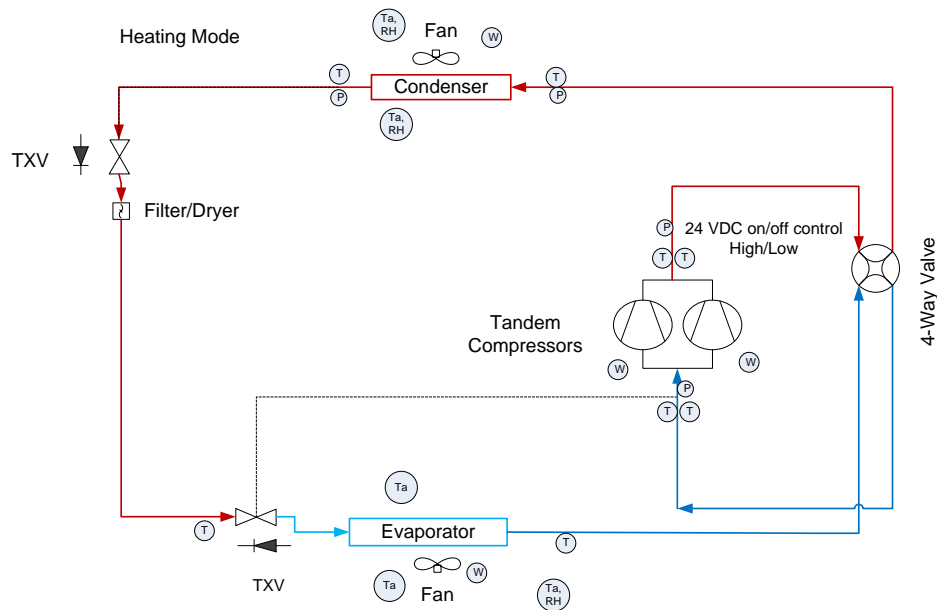 Heating Mode
Ta,
RH
Fan
W
T
P
Condenser
T
P
Ta,
RH
TXV
Filter/Dryer
P
24 VDC on/off control
High/Low
T
T
4-Way Valve
Tandem
Compressors
W
W
P
T
T
Ta
T
Evaporator
T
TXV
Ta
Fan
W
Ta,
RH